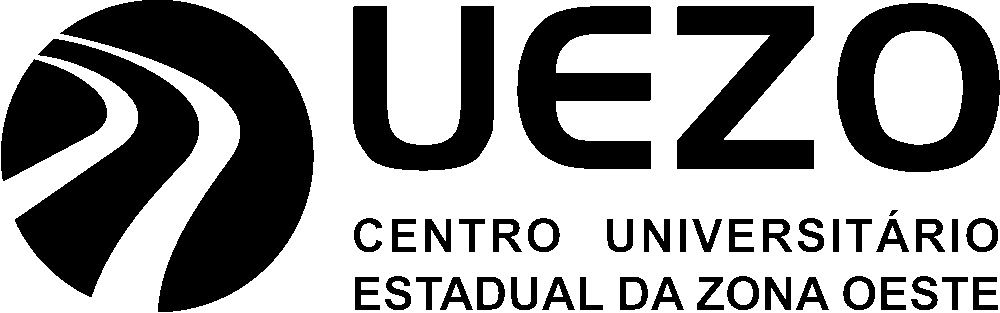 UEZO
CENTRO UNIVERSITÁRIO
ESTADUAL DA ZONA OESTE